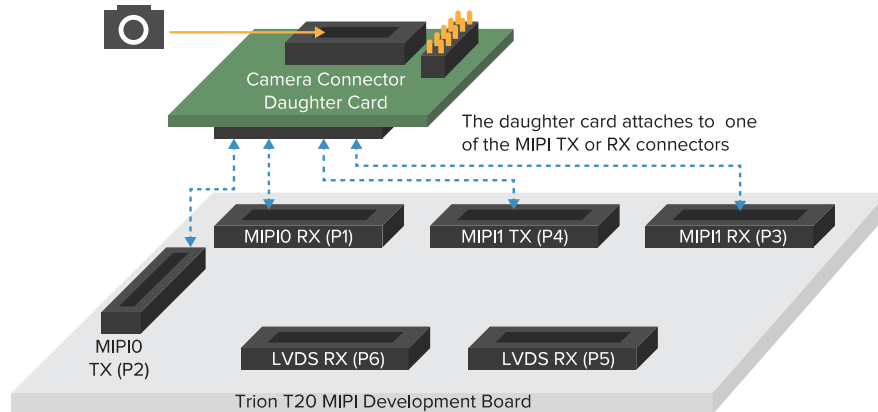 Camera Connector
Daughter Card
The daughter card attaches to one
of the MIPI TX or RX connectors
MIPI0 RX (P1)
MIPI1 TX (P4)
MIPI1 RX (P3)
MIPI0
TX (P2)
LVDS RX (P6)
LVDS RX (P5)
Trion T20 MIPI Development Board